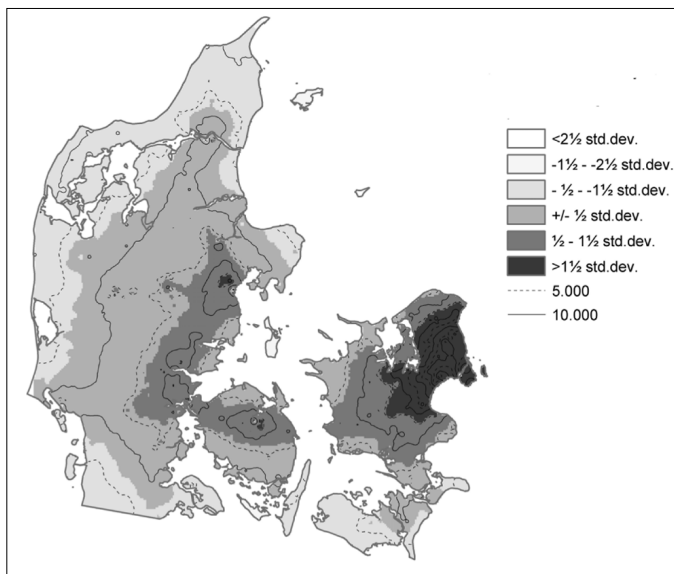 <2½ std.dev.
-1½ - -2½ std.dev.
- ½ - -1½ std.dev.
+/- ½ std.dev.
½ - 1½ std.dev.
>1½ std.dev.
5.000
10.000